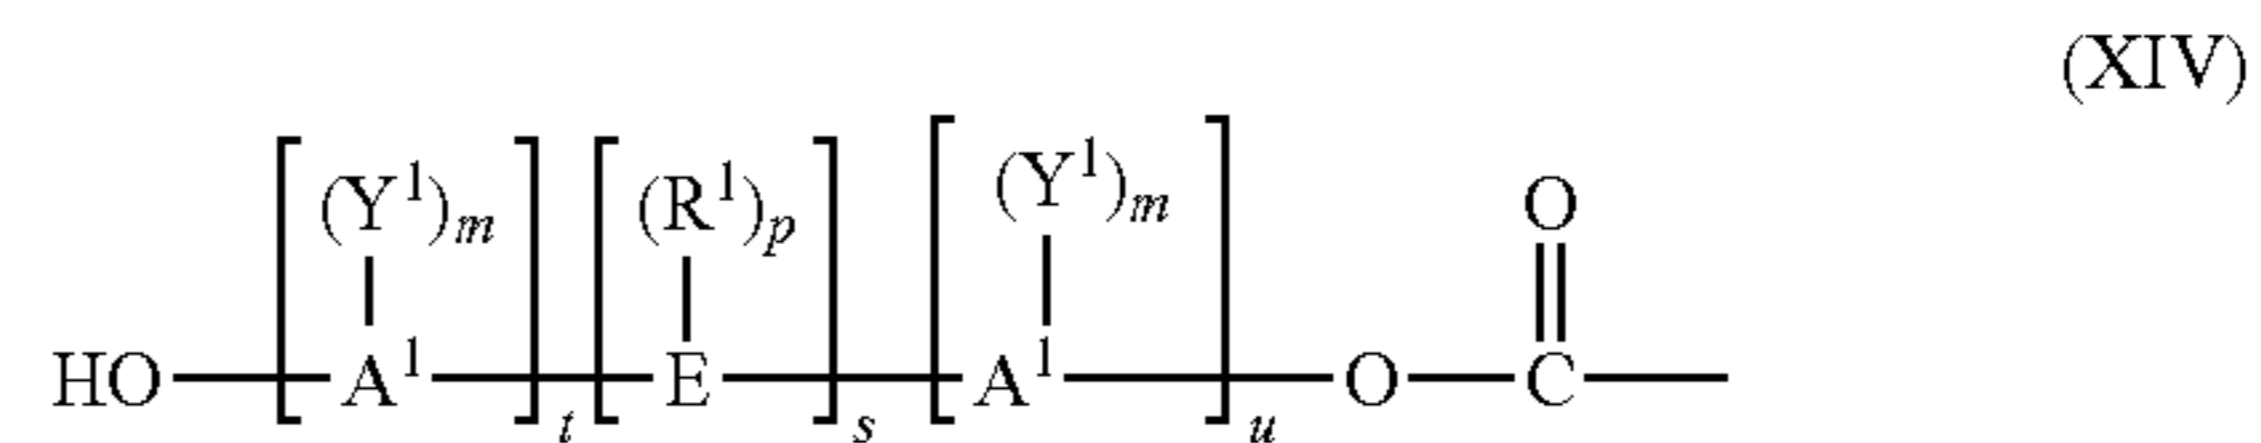 (XIV)
(Y¹)m (R¹)p (Y¹)m O
HO A¹ E A¹ O C
t s u